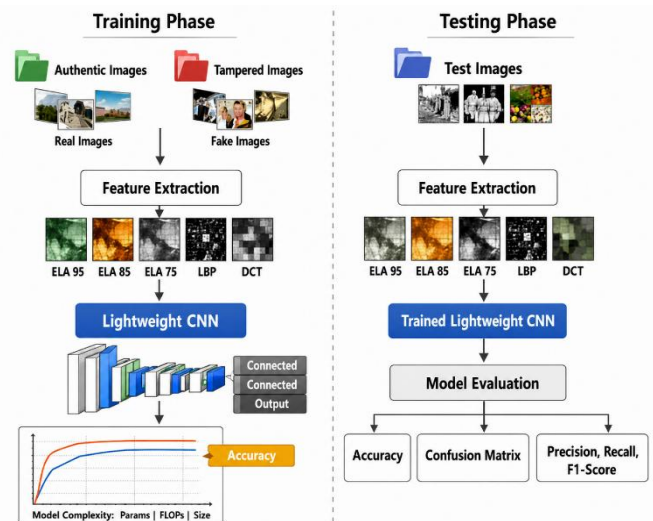 Training Phase
Authentic Images
Tampered Images
Real Images
Fake Images
Feature Extraction
ELA 95
ELA 85
ELA 75
LBP
DCT
Lightweight CNN
Connected
Connected
Output
Accuracy
Model Complexity: Params | FLOPs | Size
Testing Phase
Test Images
Feature Extraction
ELA 95
ELA 85
ELA 75
LBP
DCT
Trained Lightweight CNN
Model Evaluation
Accuracy
Confusion Matrix
Precision, Recall,
F1-Score